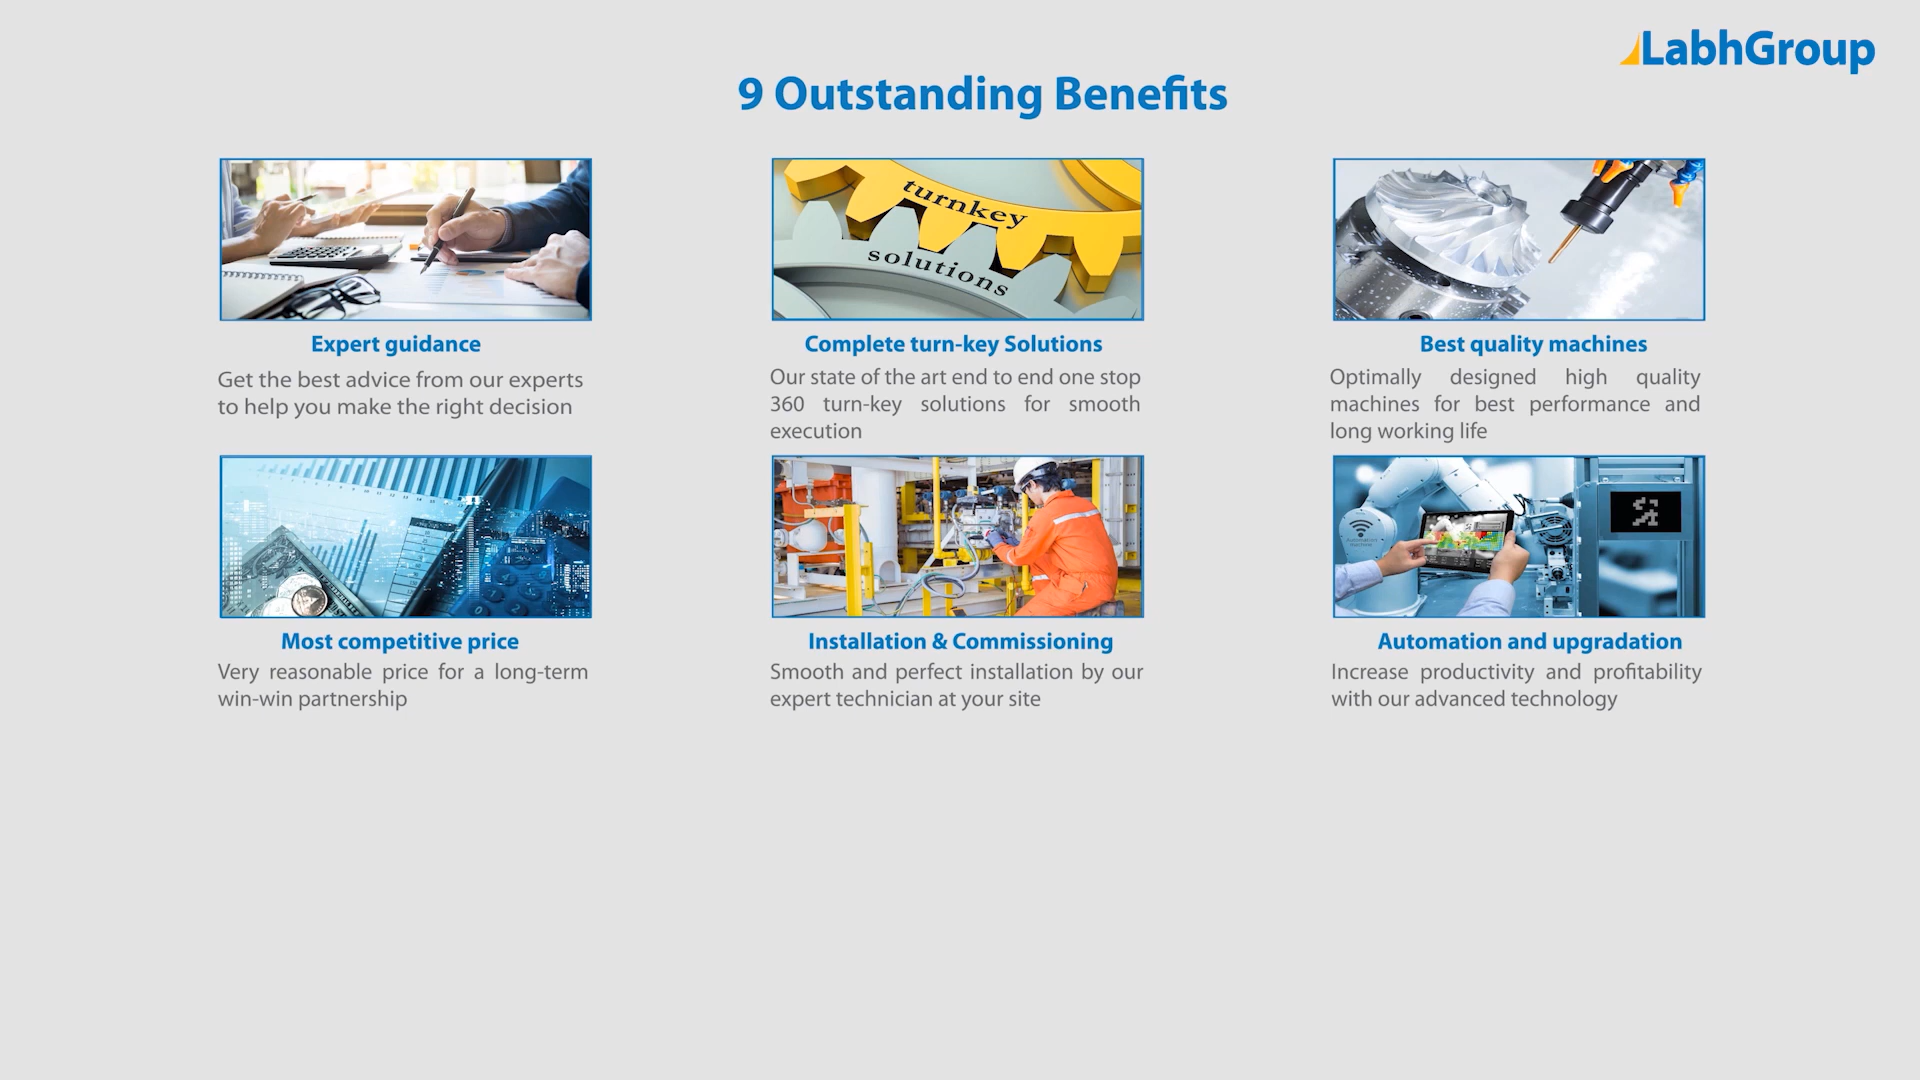 LabhGroup
9 Outstanding Benefits
turnkey
solutions
Expert guidance
Get the best advice from our experts
to help you make the right decision
Complete turn-key Solutions
Our state of the art end to end one stop
360 turn-key solutions for smooth
execution
Best quality machines
Optimally designed high quality
machines for best performance and
long working life
Most competitive price
Very reasonable price for a long-term
win-win partnership
Installation & Commissioning
Smooth and perfect installation by our
expert technician at your site
Automation and upgradation
Increase productivity and profitability
with our advanced technology